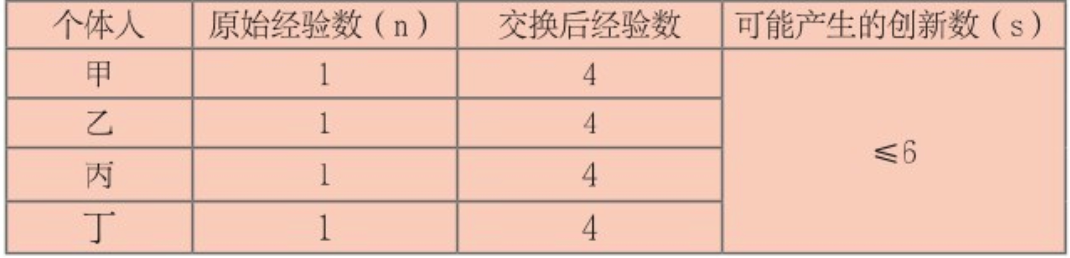 个体人 原始经验数（n） 交换后经验数 可能产生的创新数（s）
甲 1 4
乙 1 4
≤6
丙 1 4
丁 1 4